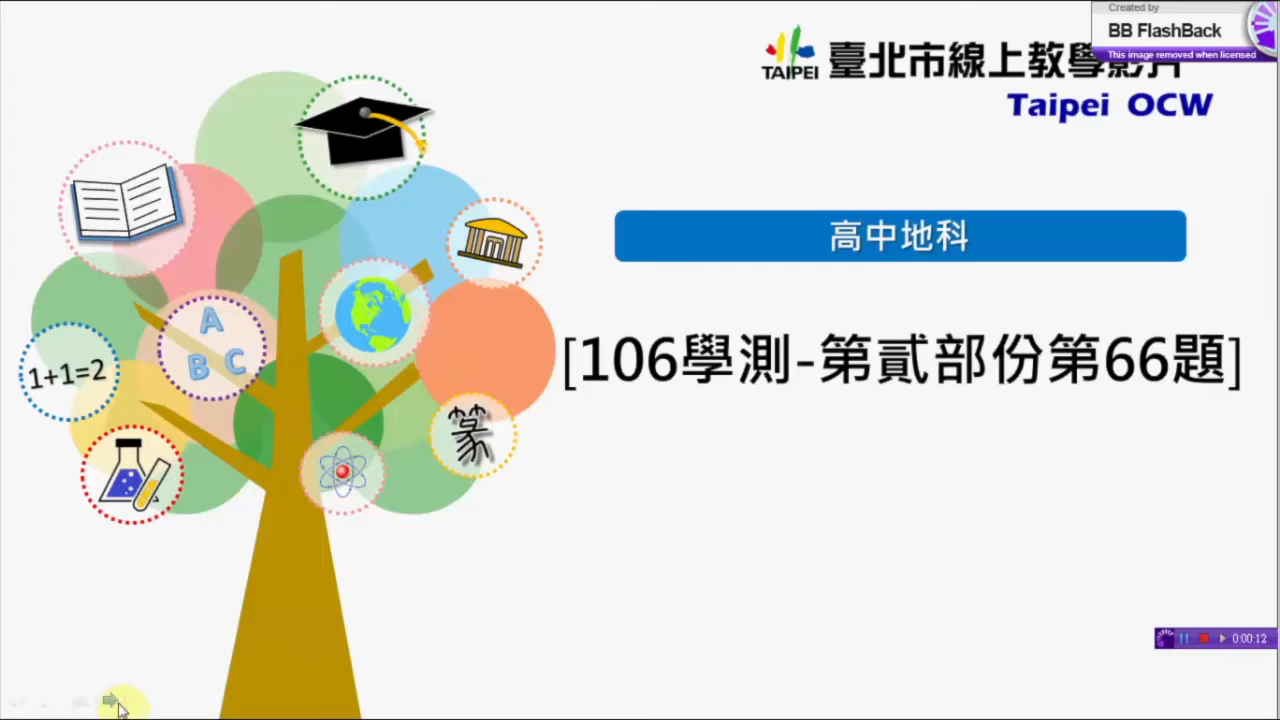 Created by
BB FlashBack
This image removed when licensed
TAIPEI 臺北市線上教學影片
Taipei OCW
高中地科
[106學測-第貳部份第66題]
A
B C
1+1=2
篆
0:00:12